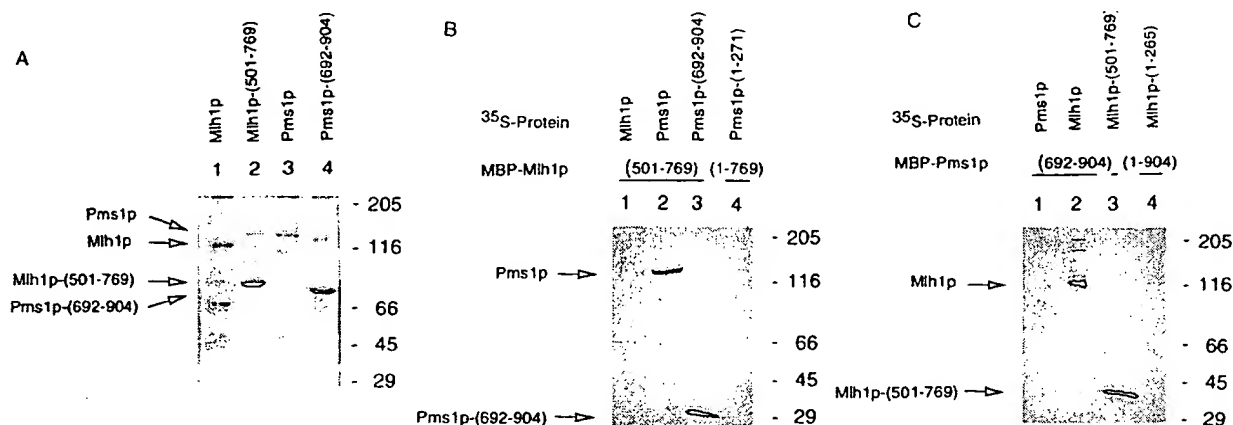 A
Mlh1p
Mlh1p-(501-769)
Pms1p
Pms1p-(692-904)
1 2 3 4
Pms1p
Mlh1p
Mlh1p-(501-769)
Pms1p-(692-904)
- 205
- 116
- 66
- 45
- 29
B
Mlh1p
Pms1p
Pms1p-(692-904)
Pms1p-(1-271)
35S-Protein
MBP-Mlh1p (501-769) (1-769)
1 2 3 4
Pms1p
Pms1p-(692-904)
- 205
- 116
- 66
- 45
- 29
C
Pms1p
Mlh1p
Mlh1p-(501-769)
Mlh1p-(1-265)
35S-Protein
MBP-Pms1p (692-904) (1-904)
1 2 3 4
Mlh1p
Mlh1p-(501-769)
- 205
- 116
- 66
- 45
- 29